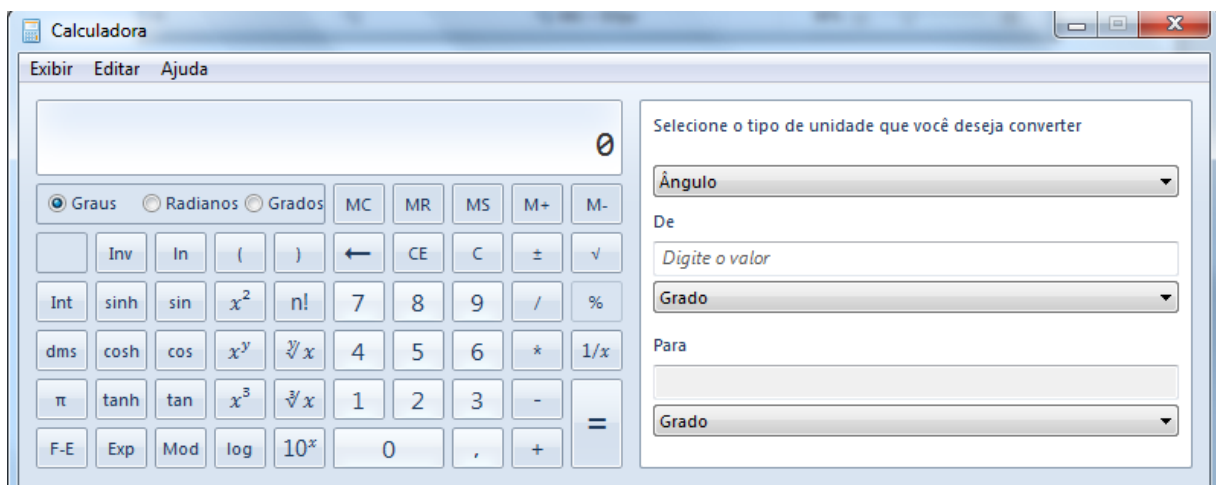 Calculadora
Exibir Editar Ajuda
0
Graus Radianos Grados MC MR MS M+ M-
Inv In ( ) ← CE C ± √
Int sinh sin x² n! 7 8 9 / %
dms cosh cos xʸ ʸ√x 4 5 6 * 1/x
π tanh tan x³ ³√x 1 2 3 - =
F-E Exp Mod log 10ˣ 0 , +
Selecione o tipo de unidade que você deseja converter
Ângulo
De
Digite o valor
Grado
Para
Grado